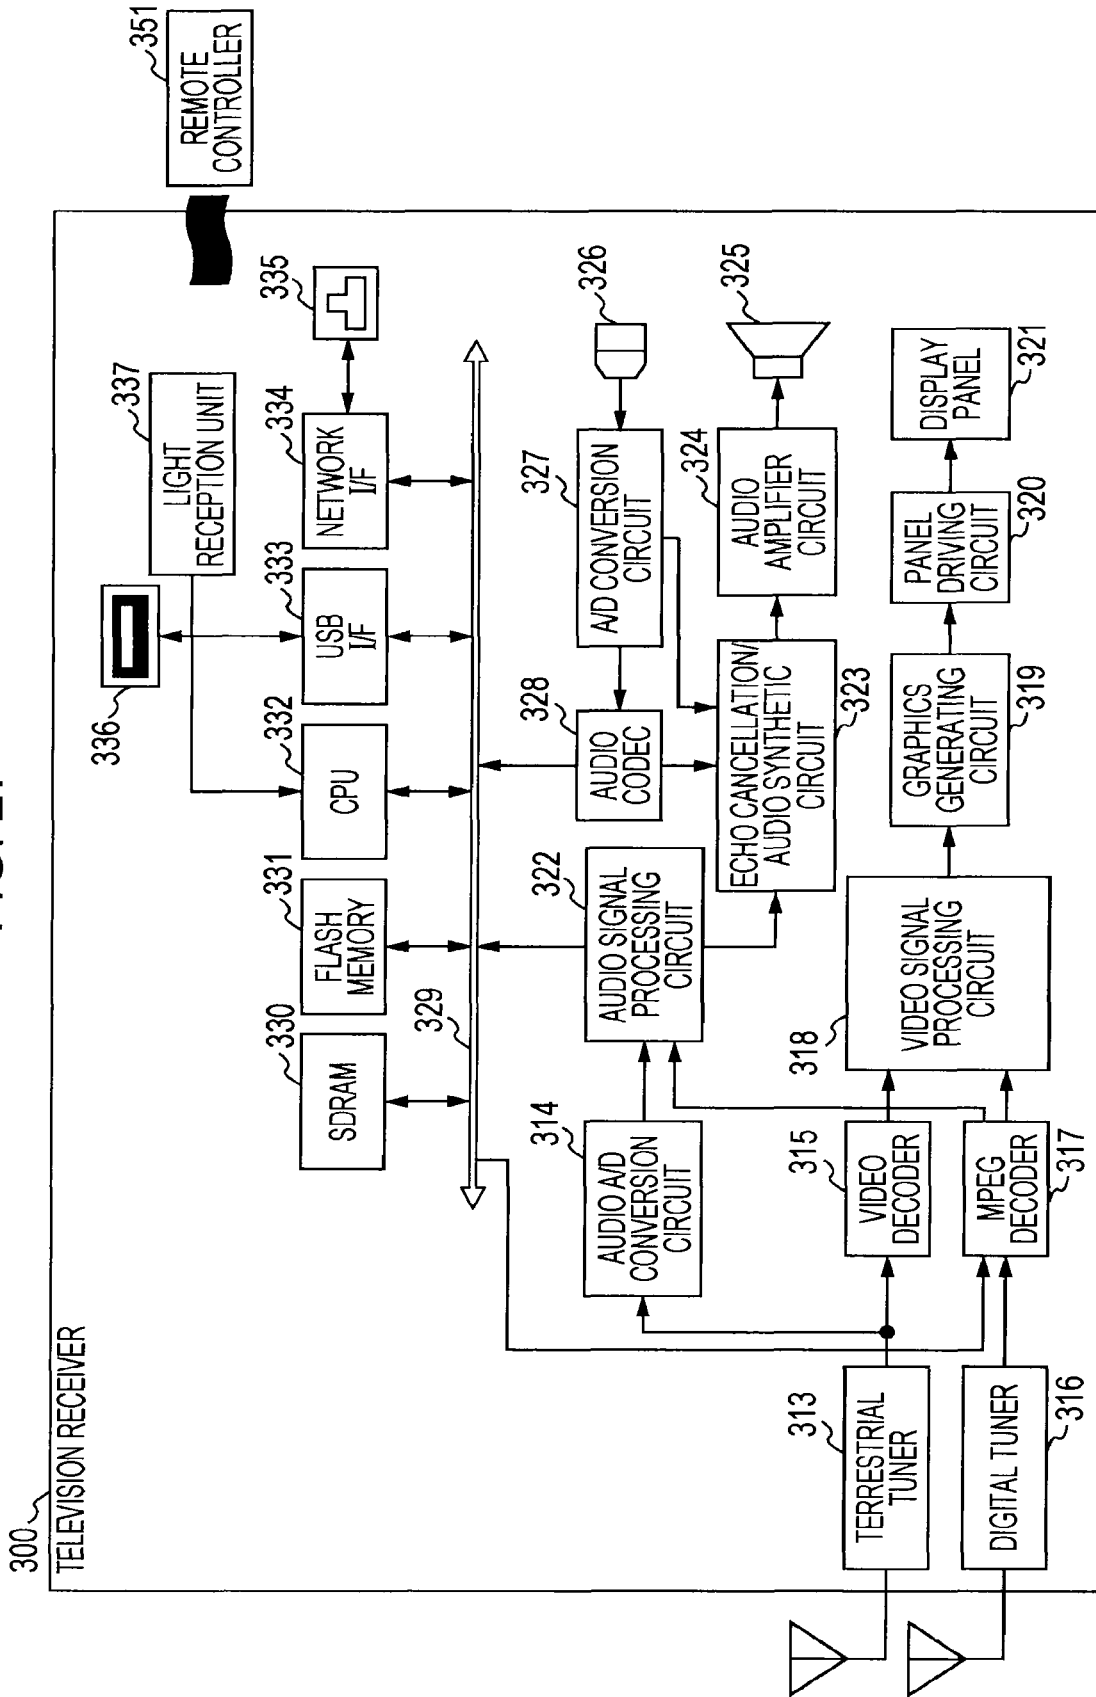 300
TELEVISION RECEIVER
351
REMOTE
CONTROLLER
336
337
LIGHT
RECEPTION UNIT
335
330
SDRAM
331
FLASH
MEMORY
332
CPU
333
USB
I/F
334
NETWORK
I/F
329
326
314
AUDIO A/D
CONVERSION
CIRCUIT
322
AUDIO SIGNAL
PROCESSING
CIRCUIT
328
AUDIO
CODEC
327
A/D CONVERSION
CIRCUIT
325
ECHO CANCELLATION/
AUDIO SYNTHETIC
CIRCUIT
323
324
AUDIO
AMPLIFIER
CIRCUIT
313
TERRESTRIAL
TUNER
315
VIDEO
DECODER
318
VIDEO SIGNAL
PROCESSING
CIRCUIT
GRAPHICS
GENERATING
CIRCUIT
319
PANEL
DRIVING
CIRCUIT
320
DISPLAY
PANEL
321
DIGITAL TUNER
316
MPEG
DECODER
317